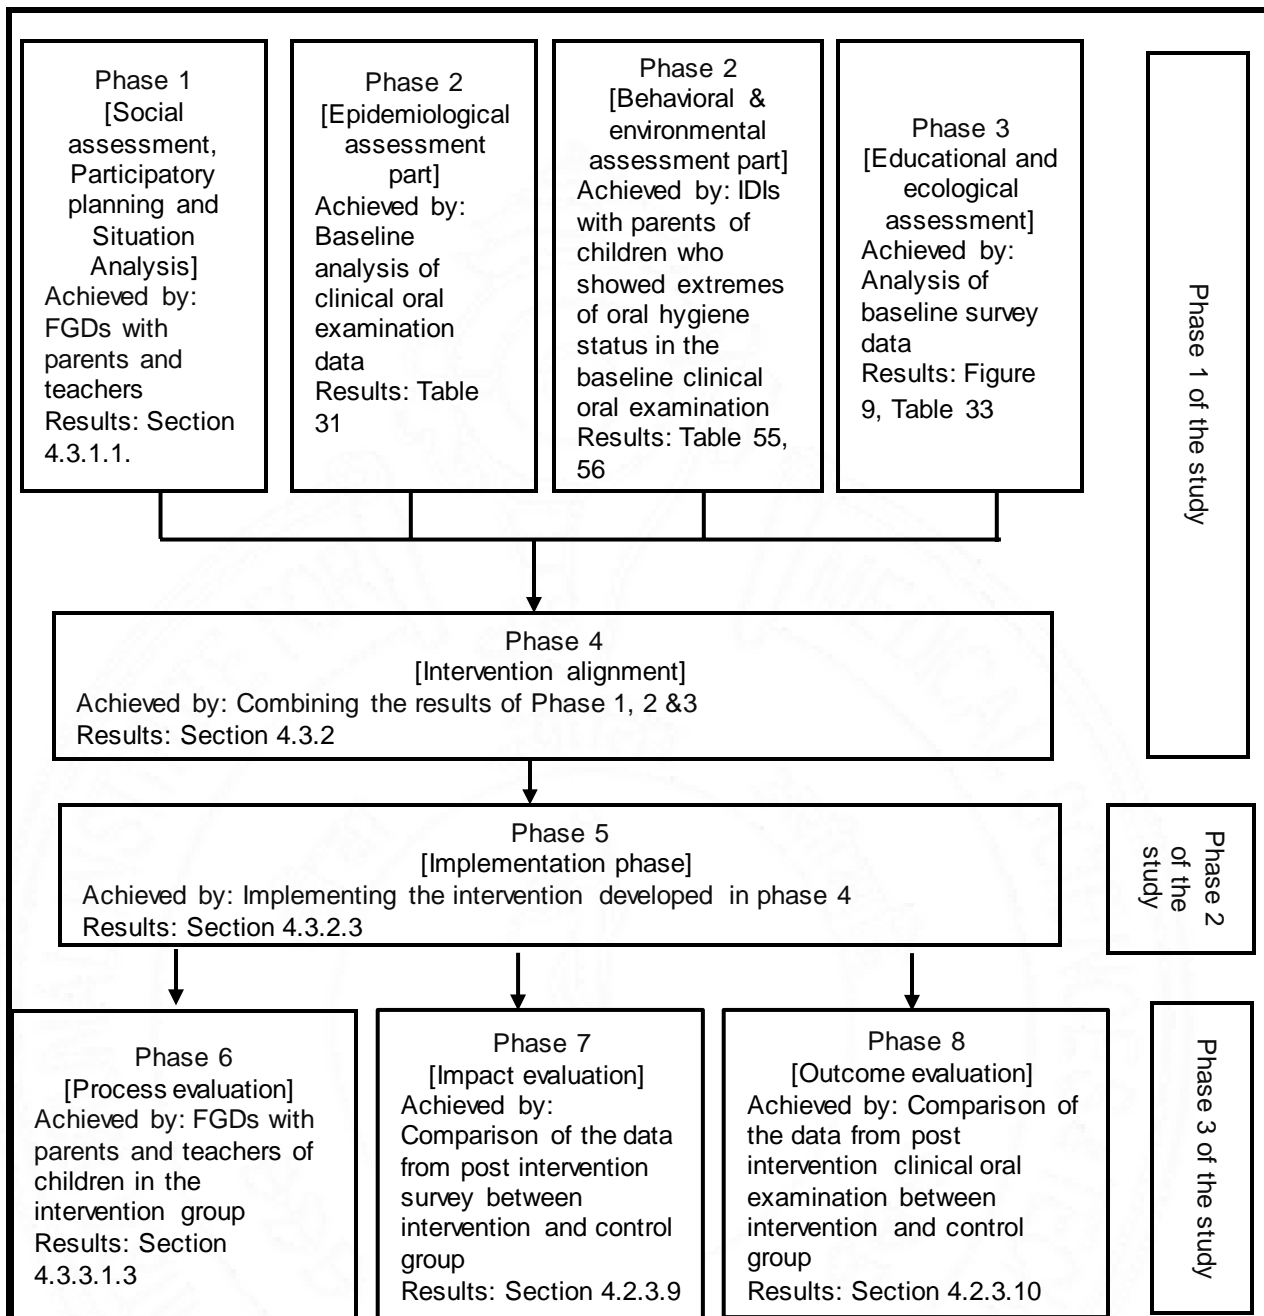 Phase 1
[Social
assessment,
Participatory
planning and
Situation
Analysis]
Achieved by:
FGDs with
parents and
teachers
Results: Section
4.3.1.1.
Phase 2
[Epidemiological
assessment
part]
Achieved by:
Baseline
analysis of
clinical oral
examination
data
Results: Table
31
Phase 2
[Behavioral &
environmental
assessment part]
Achieved by: IDIs
with parents of
children who
showed extremes
of oral hygiene
status in the
baseline clinical
oral examination
Results: Table 55,
56
Phase 3
[Educational and
ecological
assessment]
Achieved by:
Analysis of
baseline survey
data
Results: Figure
9, Table 33
Phase 1 of the study
Phase 4
[Intervention alignment]
Achieved by: Combining the results of Phase 1, 2 &3
Results: Section 4.3.2
Phase 5
[Implementation phase]
Achieved by: Implementing the intervention developed in phase 4
Results: Section 4.3.2.3
Phase 2
of the
study
Phase 6
[Process evaluation]
Achieved by: FGDs with
parents and teachers of
children in the
intervention group
Results: Section
4.3.3.1.3
Phase 7
[Impact evaluation]
Achieved by:
Comparison of the data
from post intervention
survey between
intervention and control
group
Results: Section 4.2.3.9
Phase 8
[Outcome evaluation]
Achieved by: Comparison of
the data from post
intervention clinical oral
examination between
intervention and control
group
Results: Section 4.2.3.10
Phase 3 of the study